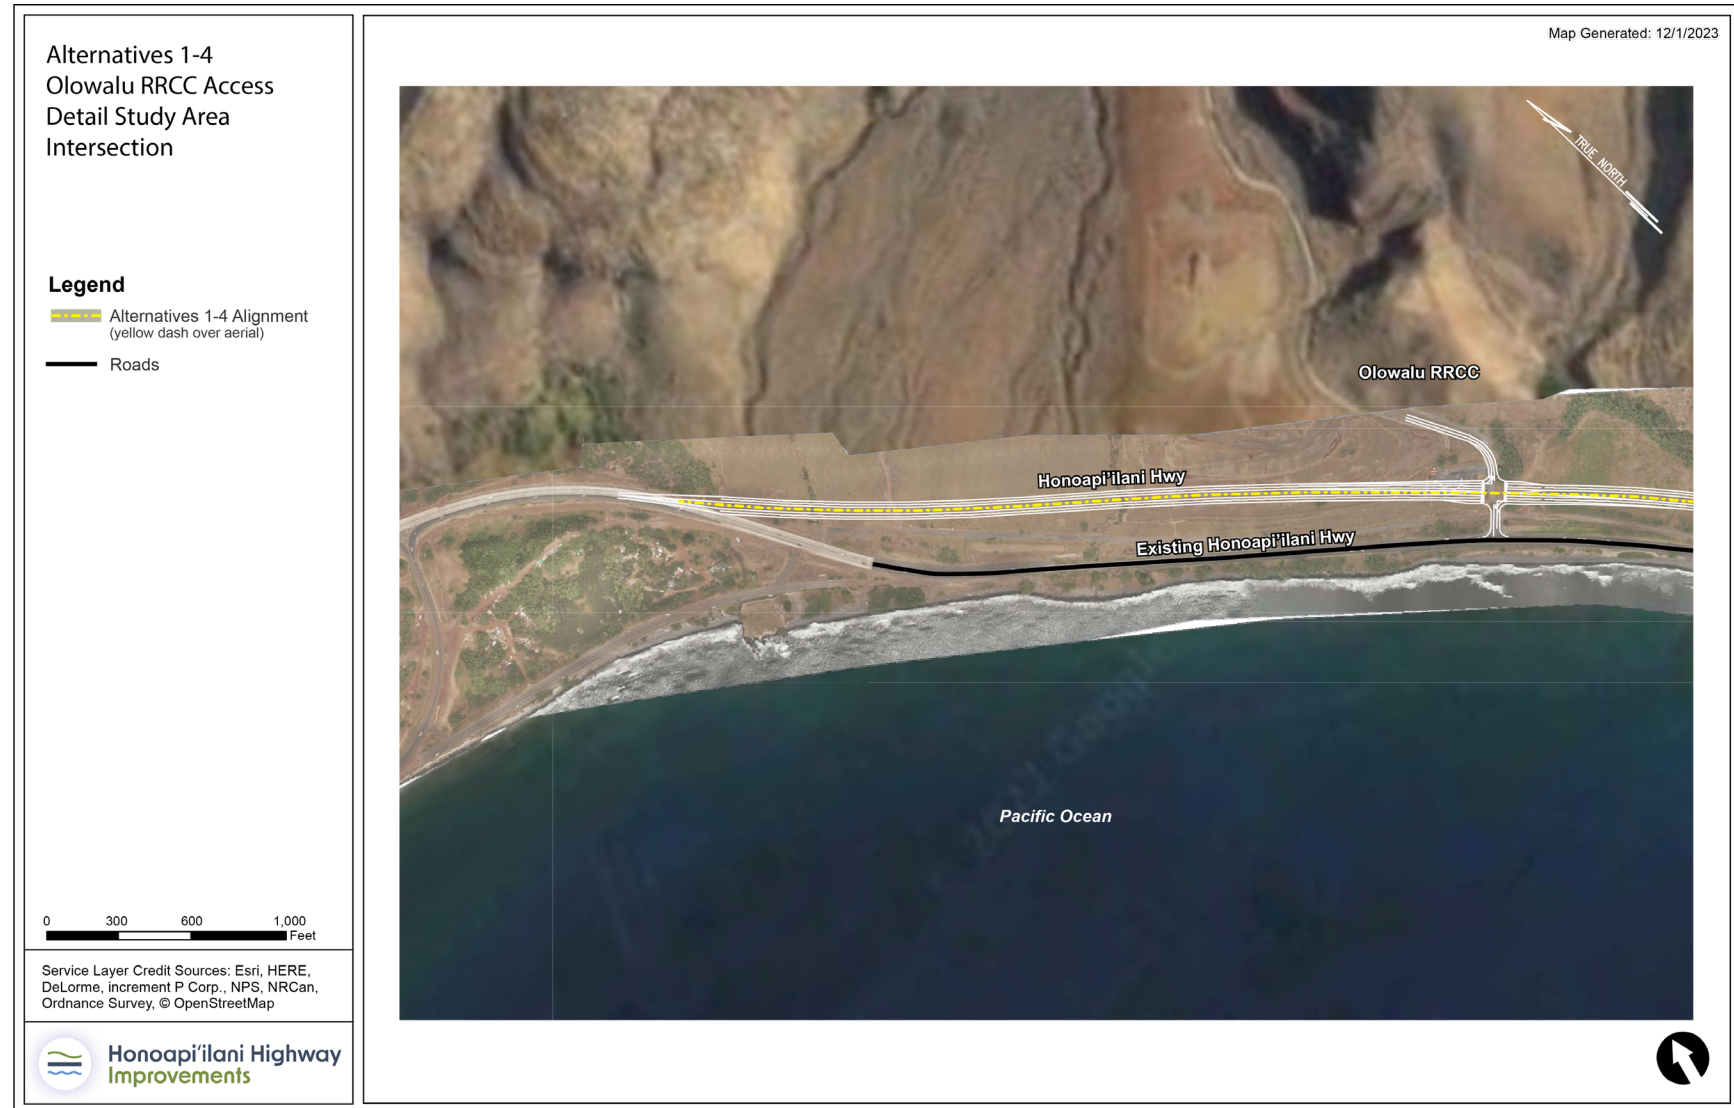 Alternatives 1-4
Olowalu RRCC Access
Detail Study Area
Intersection
Legend
Alternatives 1-4 Alignment
(yellow dash over aerial)
Roads
0 300 600 1,000
Feet
Service Layer Credit Sources: Esri, HERE,
DeLorme, increment P Corp., NPS, NRCan,
Ordnance Survey, © OpenStreetMap
Honoapiʻilani Highway
Improvements
Map Generated: 12/1/2023
TRUE NORTH
Olowalu RRCC
Honoapi'ilani Hwy
Existing Honoapi'ilani Hwy
Google
Pacific Ocean